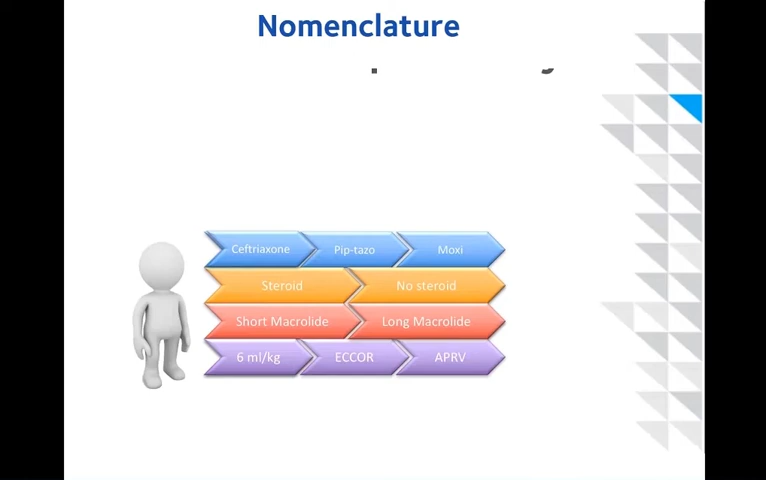 Nomenclature
Ceftriaxone Pip-tazo Moxi
Steroid No steroid
Short Macrolide Long Macrolide
6 ml/kg ECCOR APRV